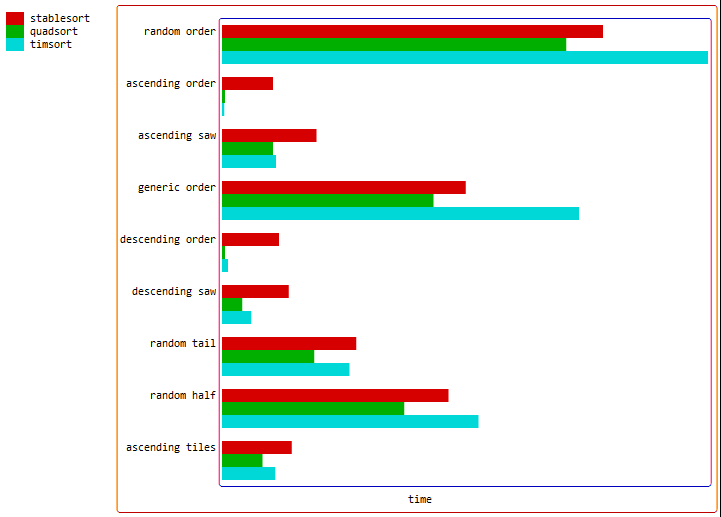 stablesort
quadsort
timsort
random order
ascending order
ascending saw
generic order
descending order
descending saw
random tail
random half
ascending tiles
time